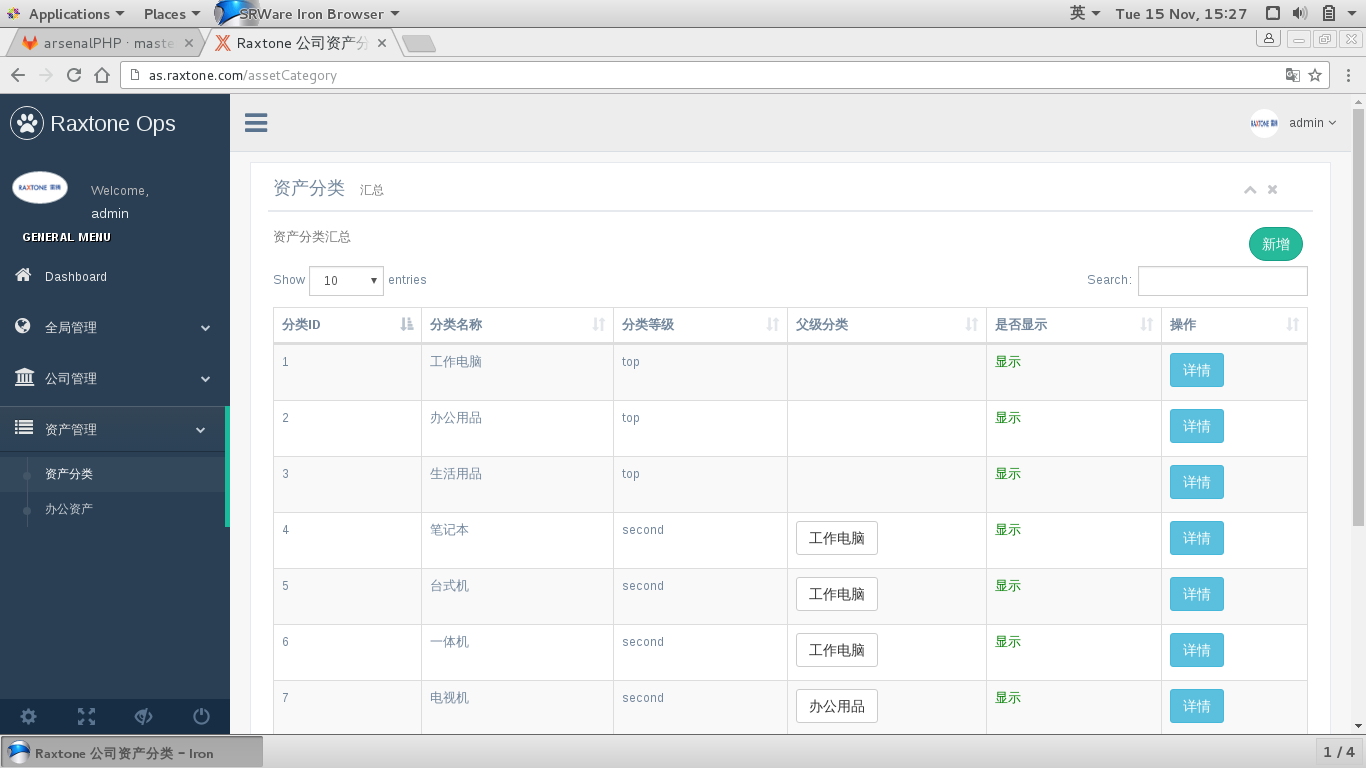 Applications Places SRWare Iron Browser 英 Tue 15 Nov, 15:27
arsenalPHP · maste Raxtone 公司资产分
as.raxtone.com/assetCategory
Raxtone Ops
admin
RAXTONE
Welcome,
admin
GENERAL MENU
Dashboard
全局管理
公司管理
资产管理
资产分类
办公资产
资产分类 汇总
资产分类汇总
新增
Show 10 entries Search:
分类ID 分类名称 分类等级 父级分类 是否显示 操作
1 工作电脑 top 显示 详情
2 办公用品 top 显示 详情
3 生活用品 top 显示 详情
4 笔记本 second 工作电脑 显示 详情
5 台式机 second 工作电脑 显示 详情
6 一体机 second 工作电脑 显示 详情
7 电视机 second 办公用品 显示 详情
Raxtone 公司资产分类 - Iron 1 / 4